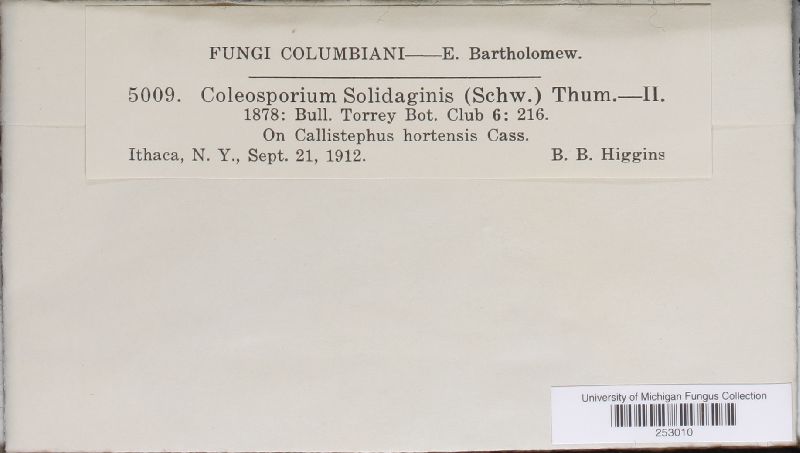 FUNGI COLUMBIANI——E. Bartholomew.
5009. Coleosporium Solidaginis (Schw.) Thum.—II.
1878: Bull. Torrey Bot. Club 6: 216.
On Callistephus hortensis Cass.
Ithaca, N. Y., Sept. 21, 1912. B. B. Higgins
University of Michigan Fungus Collection
253010